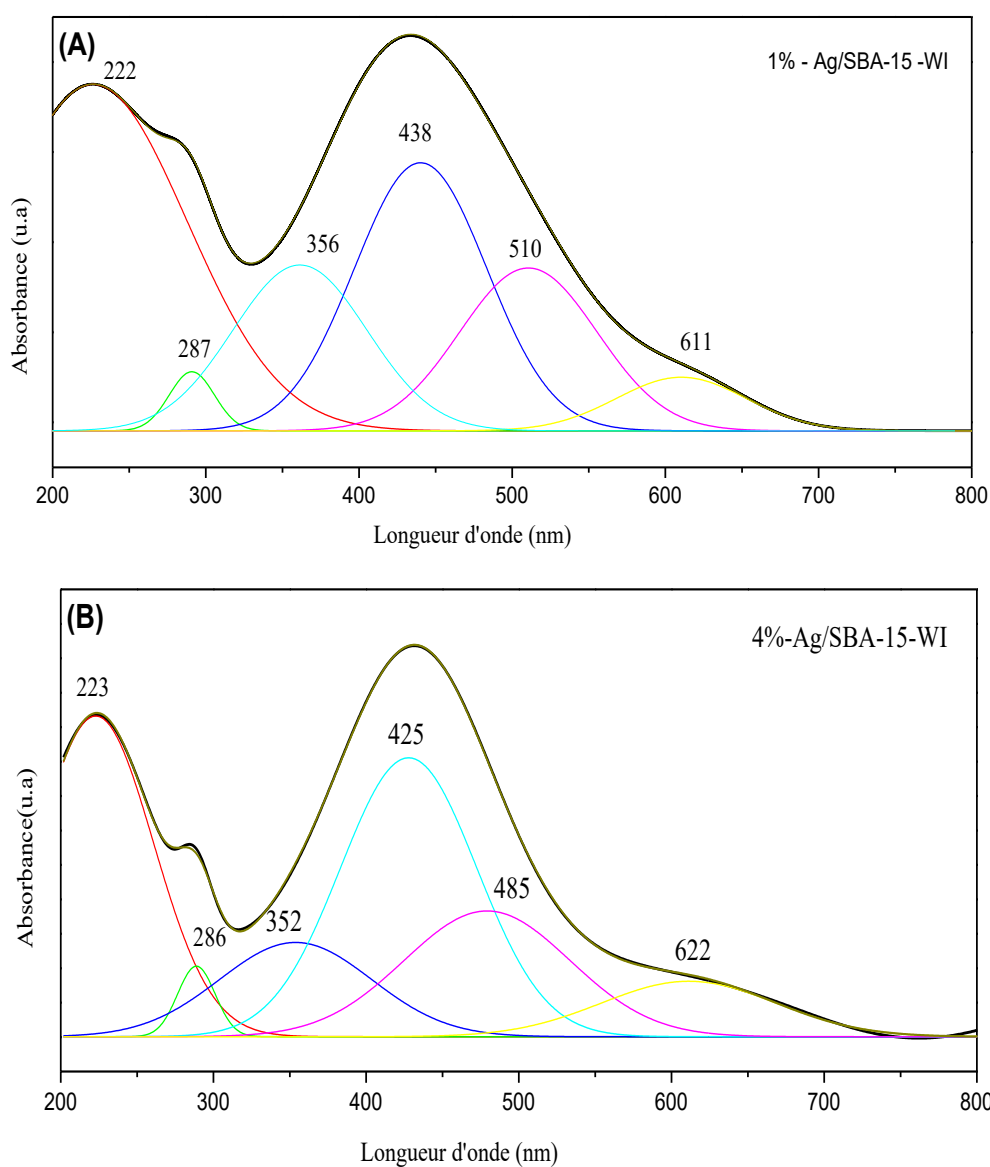 (A)
1% - Ag/SBA-15 -WI
222
438
356
510
287
611
Absorbance (u.a)
200 300 400 500 600 700 800
Longueur d'onde (nm)
(B)
4%-Ag/SBA-15-WI
223
425
485
286
352
622
Absorbance(u.a)
200 300 400 500 600 700 800
Longueur d'onde (nm)